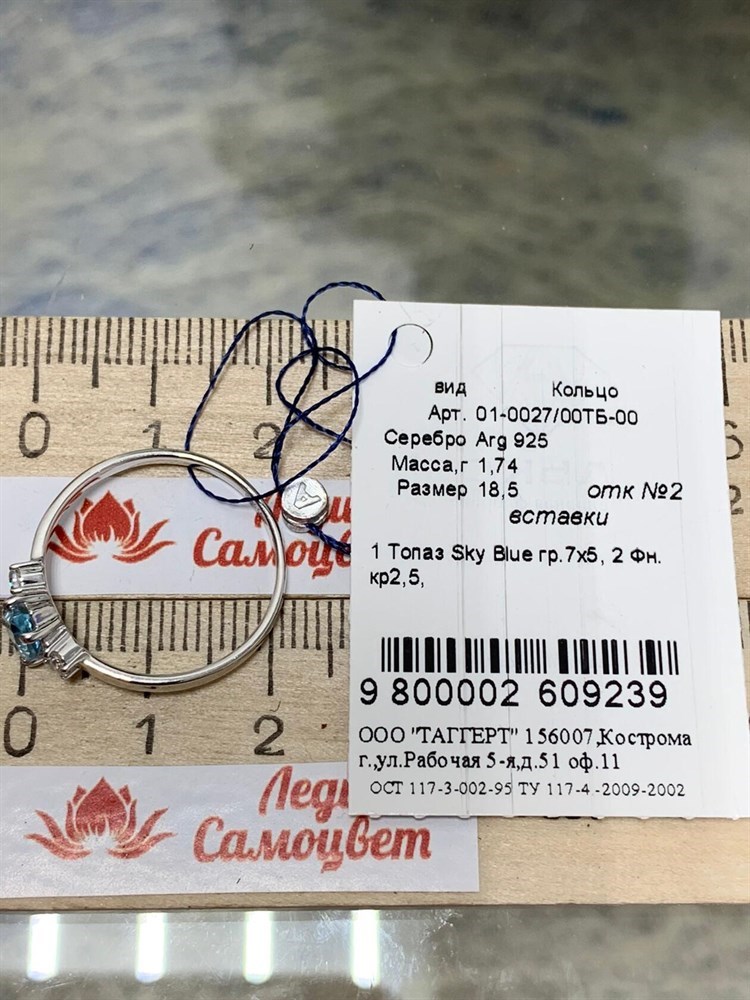 0 1 2 6
вид Кольцо
Арт. 01-0027/00ТБ-00
Серебро Arg 925
Масса,г 1,74
Размер 18,5 отк №2
вставки
1 Топаз Sky Blue гр.7х5, 2 Фн.
кр2,5,
9 800002 609239
ООО "ТАГГЕРТ" 156007,Кострома
г.,ул.Рабочая 5-я,д.51 оф.11
ОСТ 117-3-002-95 ТУ 117-4.-2009-2002
Самоцвет
0 1 2
Леди
Самоцвет